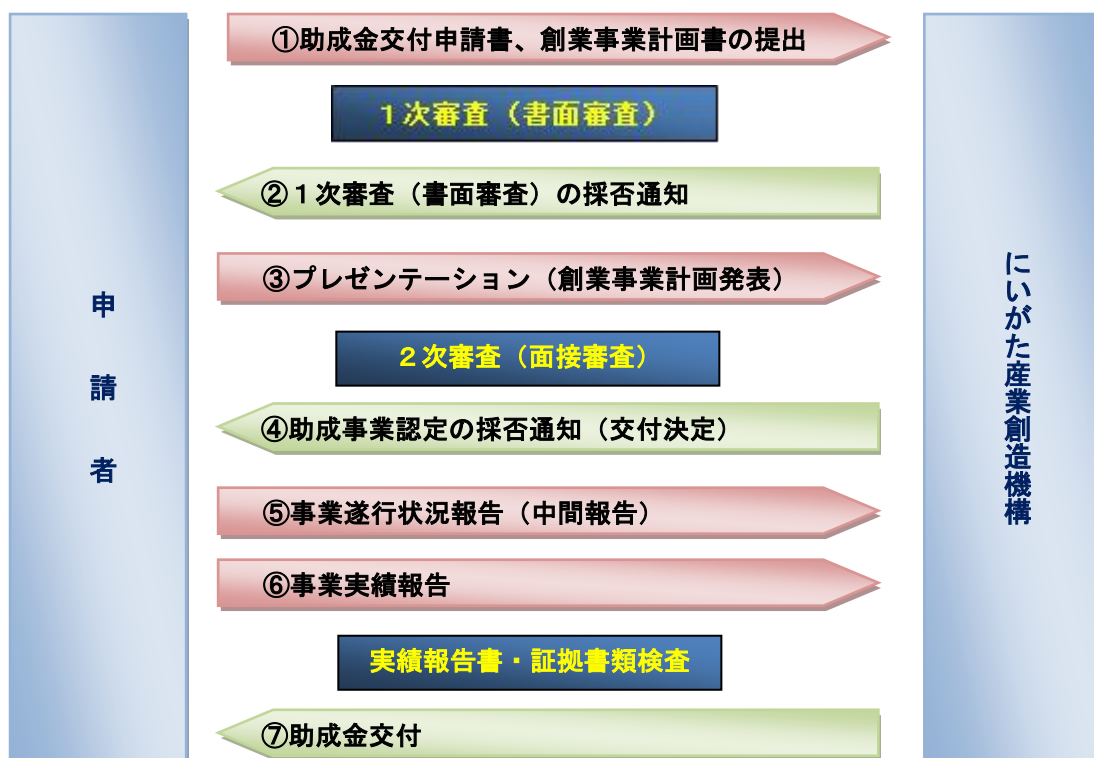 ①助成金交付申請書、創業事業計画書の提出
１次審査（書面審査）
②１次審査（書面審査）の採否通知
③プレゼンテーション（創業事業計画発表）
２次審査（面接審査）
④助成事業認定の採否通知（交付決定）
⑤事業遂行状況報告（中間報告）
⑥事業実績報告
実績報告書・証拠書類検査
⑦助成金交付
申請者
にいがた産業創造機構